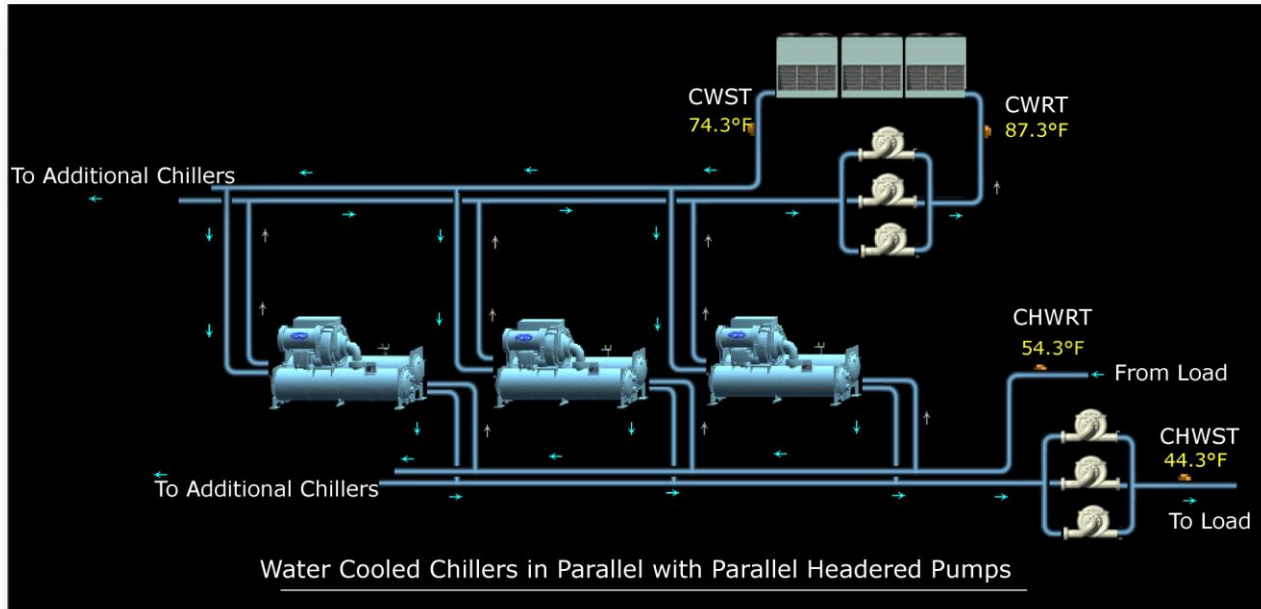 CWST
74.3°F
CWRT
87.3°F
To Additional Chillers
CHWRT
54.3°F
From Load
CHWST
44.3°F
To Additional Chillers
To Load
Water Cooled Chillers in Parallel with Parallel Headered Pumps